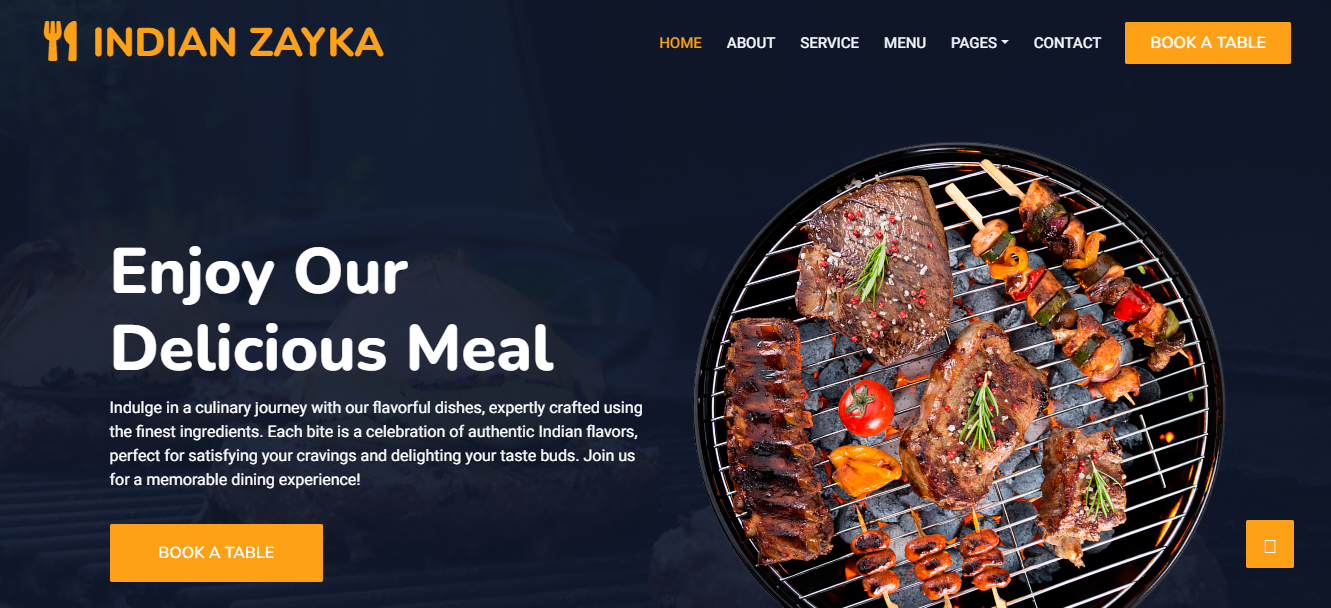 INDIAN ZAYKA
HOME ABOUT SERVICE MENU PAGES CONTACT BOOK A TABLE
Enjoy Our
Delicious Meal
Indulge in a culinary journey with our flavorful dishes, expertly crafted using
the finest ingredients. Each bite is a celebration of authentic Indian flavors,
perfect for satisfying your cravings and delighting your taste buds. Join us
for a memorable dining experience!
BOOK A TABLE